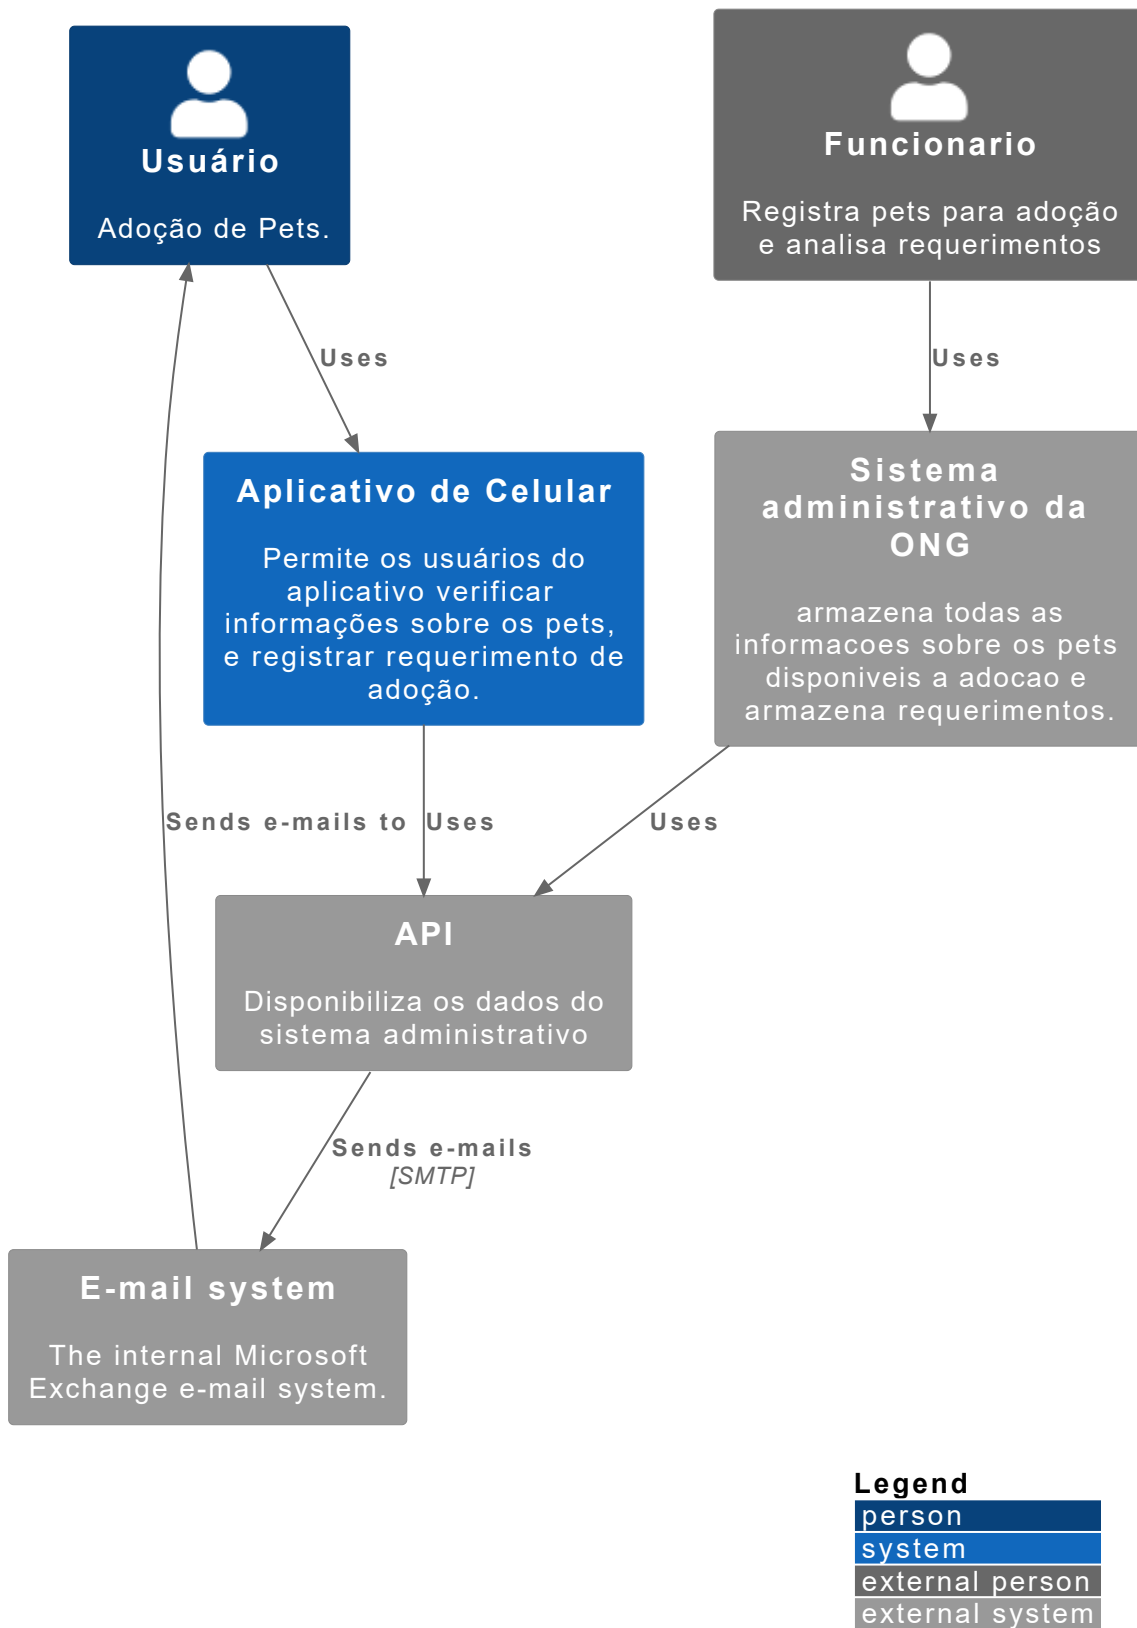 Usuário
Adoção de Pets.
Funcionario
Registra pets para adoção
e analisa requerimentos
Uses
Uses
Aplicativo de Celular
Permite os usuários do
aplicativo verificar
informações sobre os pets,
e registrar requerimento de
adoção.
Sistema
administrativo da
ONG
armazena todas as
informacoes sobre os pets
disponiveis a adocao e
armazena requerimentos.
Sends e-mails to
Uses
Uses
API
Disponibiliza os dados do
sistema administrativo
Sends e-mails
[SMTP]
E-mail system
The internal Microsoft
Exchange e-mail system.
Legend
person
system
external person
external system